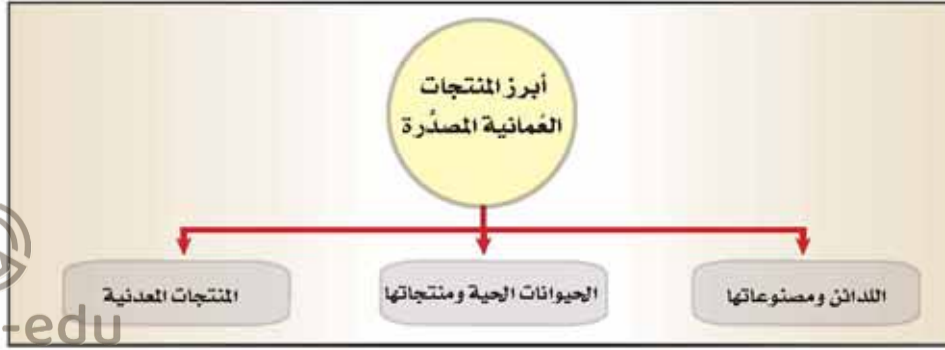 أبرز المنتجات
العُمانية المصدَّرة
اللدائن ومصنوعاتها
الحيوانات الحية ومنتجاتها
المنتجات المعدنية
-edu